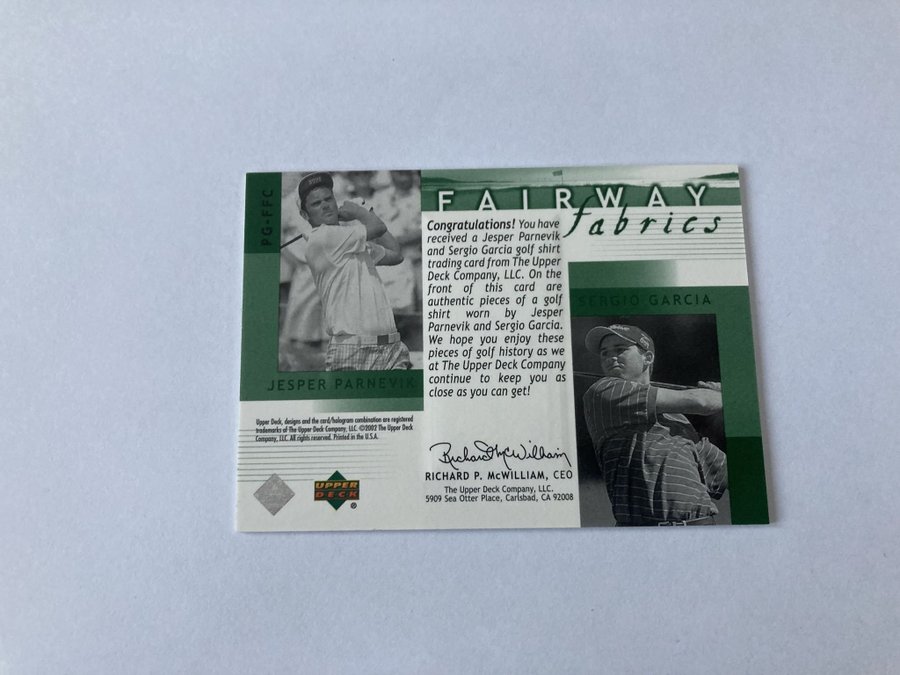 PG-FFC
FAIRWAY
fabrics
Congratulations! You have
received a Jesper Parnevik
and Sergio Garcia golf shirt
trading card from The Upper
Deck Company, LLC. On the
front of this card are
authentic pieces of a golf
shirt worn by Jesper
Parnevik and Sergio Garcia.
We hope you enjoy these
pieces of golf history as we
at The Upper Deck Company
continue to keep you as
close as you can get!
SERGIO GARCIA
JESPER PARNEVIK
Upper Deck, designs and the card/hologram combination are registered
trademarks of The Upper Deck Company, LLC. ©2002 The Upper Deck
Company, LLC. All rights reserved. Printed in the U.S.A.
UPPER
DECK
®
Richard P. McWilliam
RICHARD P. McWILLIAM, CEO
The Upper Deck Company, LLC.
5909 Sea Otter Place, Carlsbad, CA 92008